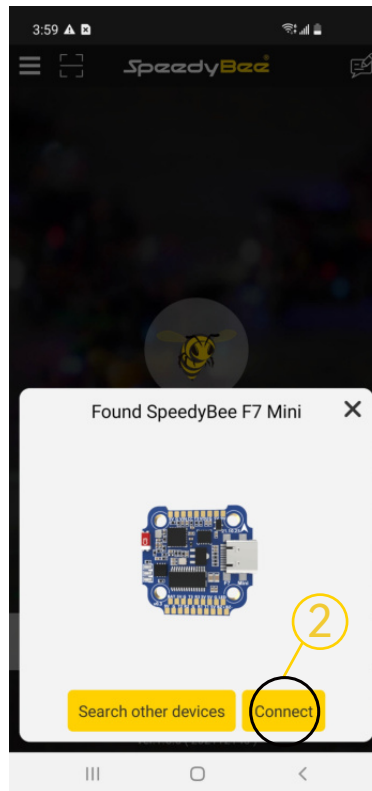 3:59
SpeedyBee
Found SpeedyBee F7 Mini
2
Search other devices
Connect